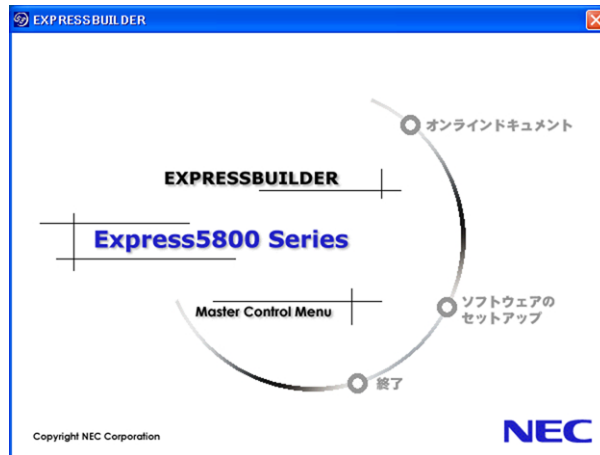 EXPRESSBUILDER
オンラインドキュメント
EXPRESSBUILDER
Express5800 Series
ソフトウェアの
セットアップ
Master Control Menu
終了
Copyright NEC Corporation
NEC